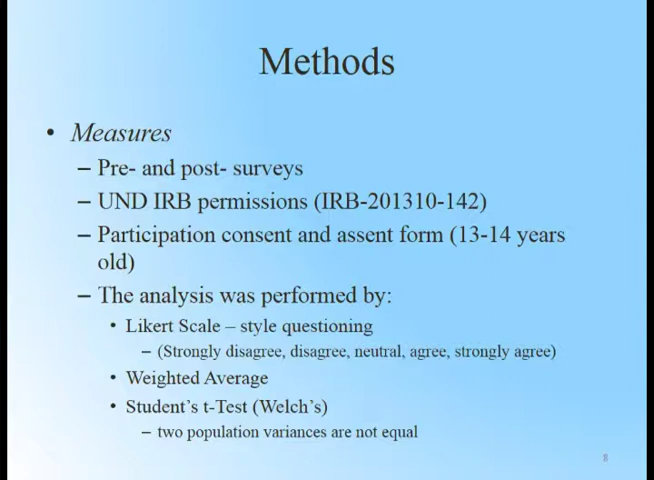 Methods
• Measures
– Pre- and post- surveys
– UND IRB permissions (IRB-201310-142)
– Participation consent and assent form (13-14 years
old)
– The analysis was performed by:
• Likert Scale – style questioning
– (Strongly disagree, disagree, neutral, agree, strongly agree)
• Weighted Average
• Student’s t-Test (Welch’s)
– two population variances are not equal
8